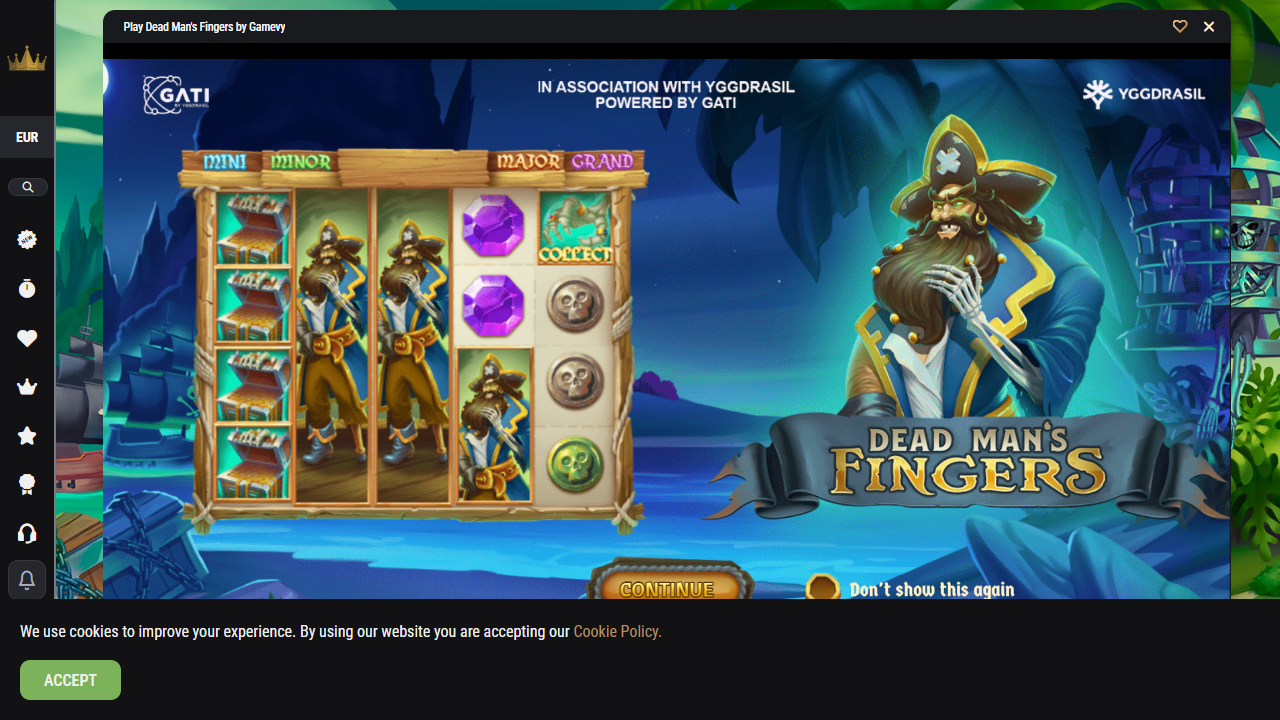 Play Dead Man's Fingers by Gamevy
GATI
BY YGGDRASIL
IN ASSOCIATION WITH YGGDRASIL
POWERED BY GATI
YGGDRASIL
EUR
NEW
MINI
MINOR
MAJOR
GRAND
COLLECT
DEAD MAN'S
FINGERS
CONTINUE
Don't show this again
We use cookies to improve your experience. By using our website you are accepting our Cookie Policy.
ACCEPT